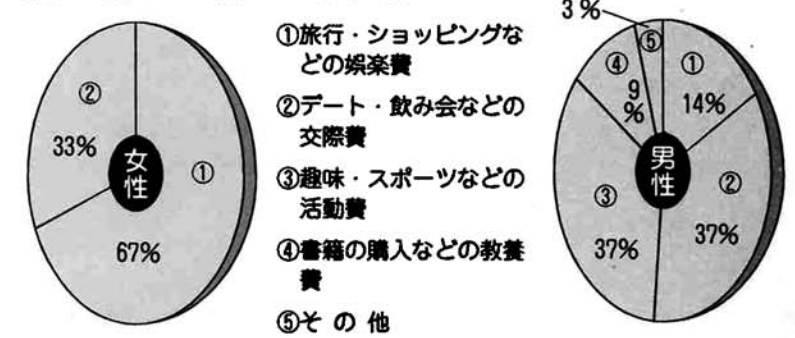 ②
33%
女性
①
67%
①旅行・ショッピングな
どの娯楽費
②デート・飲み会などの
交際費
③趣味・スポーツなどの
活動費
④書籍の購入などの教養
費
⑤その他
3%
⑤
④
9
%
①
14%
男性
③
37%
②
37%